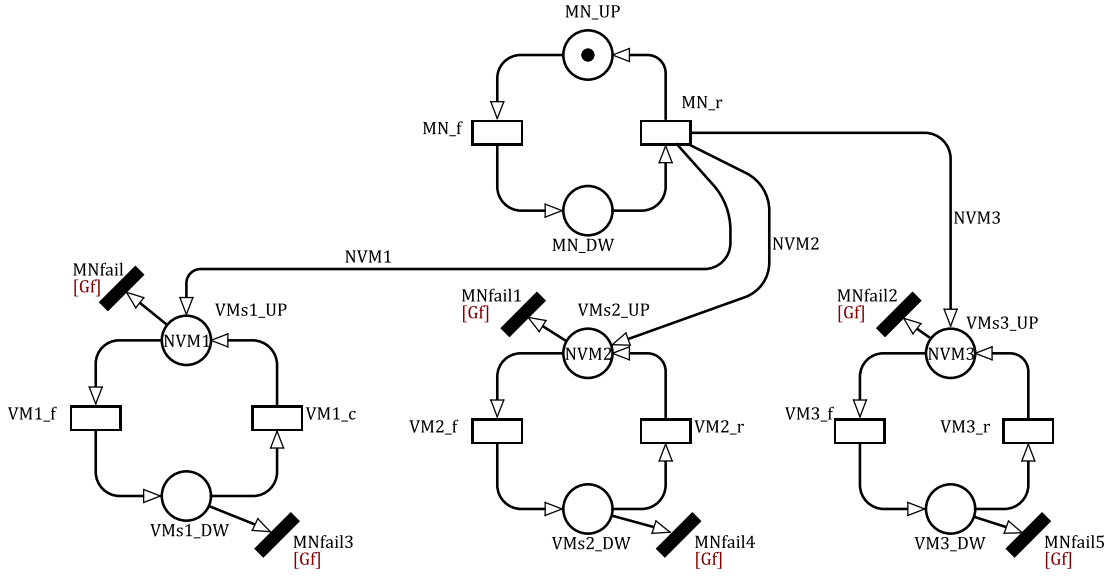 MN_UP
MN_r
MN_f
MN_DW
NVM1
NVM2
NVM3
MNfail
[Gf]
VMs1_UP
NVM1
VM1_f
VM1_c
VMs1_DW
MNfail3
[Gf]
MNfail1
[Gf]
VMs2_UP
NVM2
VM2_f
VM2_r
VMs2_DW
MNfail4
[Gf]
MNfail2
[Gf]
VMs3_UP
NVM3
VM3_f
VM3_r
VM3_DW
MNfail5
[Gf]